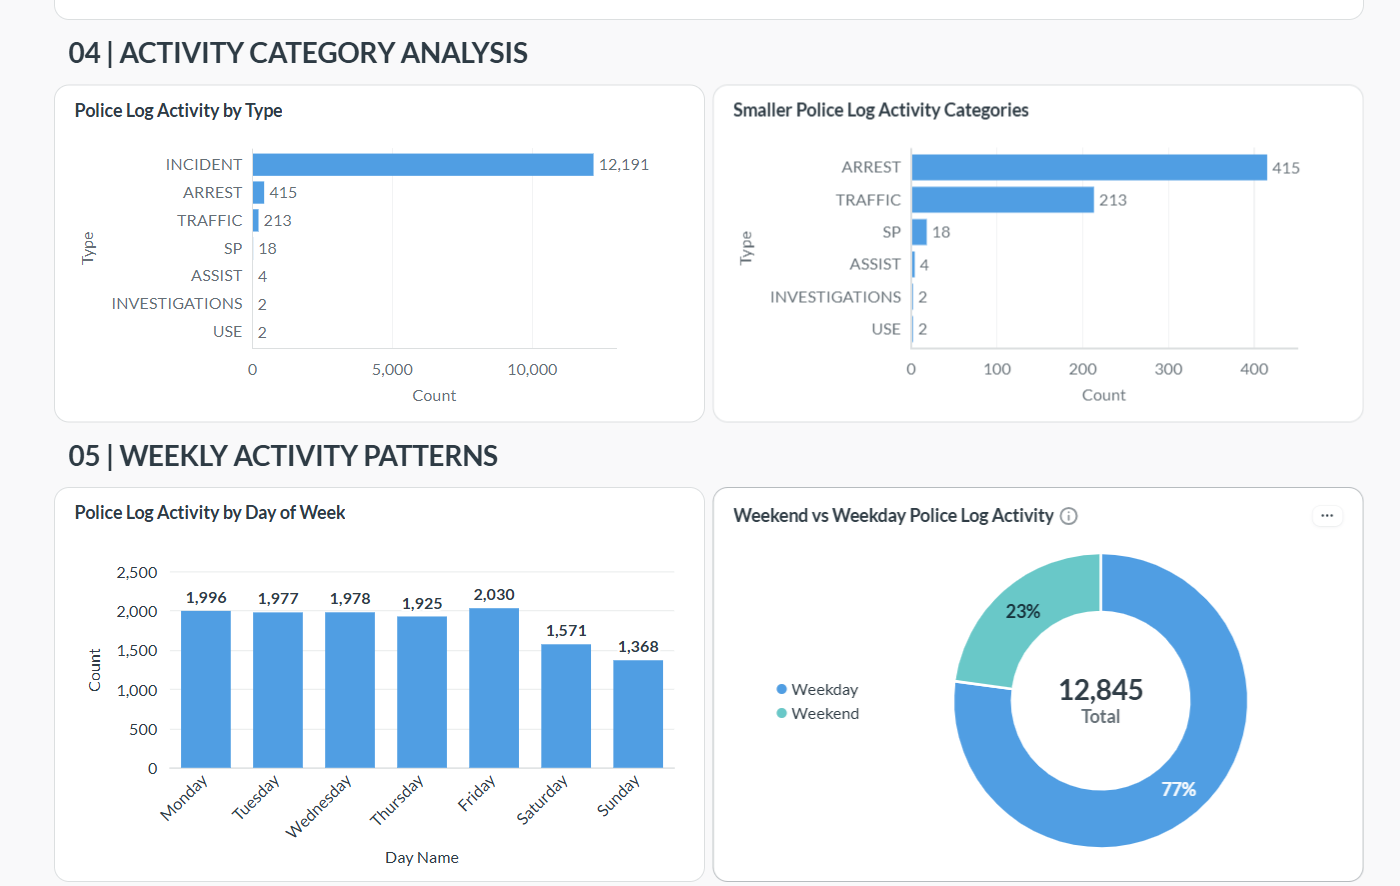 04 | ACTIVITY CATEGORY ANALYSIS
Police Log Activity by Type
Type
INCIDENT 12,191
ARREST 415
TRAFFIC 213
SP 18
ASSIST 4
INVESTIGATIONS 2
USE 2
0 5,000 10,000
Count
Smaller Police Log Activity Categories
Type
ARREST 415
TRAFFIC 213
SP 18
ASSIST 4
INVESTIGATIONS 2
USE 2
0 100 200 300 400
Count
05 | WEEKLY ACTIVITY PATTERNS
Police Log Activity by Day of Week
Count
2,500
2,000
1,500
1,000
500
0
1,996 1,977 1,978 1,925 2,030 1,571 1,368
Monday Tuesday Wednesday Thursday Friday Saturday Sunday
Day Name
Weekend vs Weekday Police Log Activity
Weekday
Weekend
23%
12,845
Total
77%